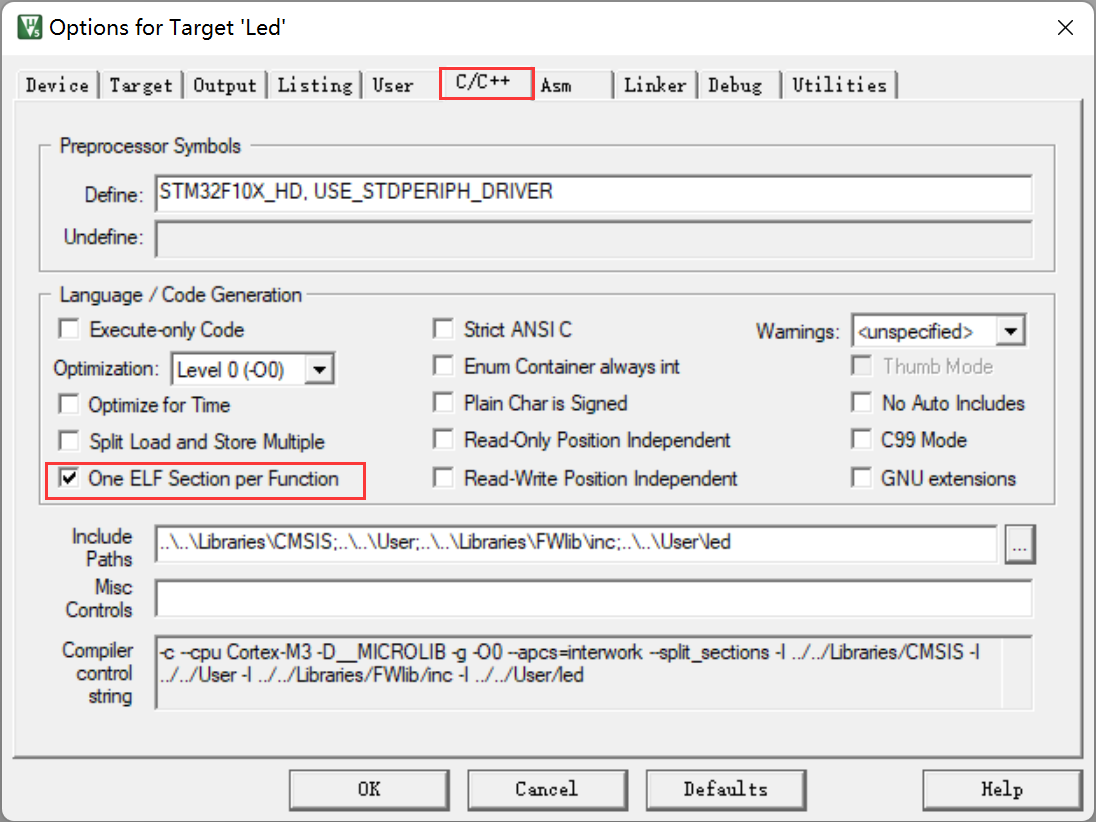 Options for Target 'Led'
Device Target Output Listing User C/C++ Asm Linker Debug Utilities
Preprocessor Symbols
Define: STM32F10X_HD, USE_STDPERIPH_DRIVER
Undefine:
Language / Code Generation
Execute-only Code Strict ANSI C Warnings: <unspecified>
Optimization: Level 0 (-O0) Enum Container always int Thumb Mode
Optimize for Time Plain Char is Signed No Auto Includes
Split Load and Store Multiple Read-Only Position Independent C99 Mode
One ELF Section per Function Read-Write Position Independent GNU extensions
Include
Paths
..\..\Libraries\CMSIS;..\..\User;..\..\Libraries\FWlib\inc;..\..\User\led ...
Misc
Controls
Compiler
control
string
-c --cpu Cortex-M3 -D__MICROLIB -g -O0 --apcs=interwork --split_sections -I ../../Libraries/CMSIS -I
../../User -I ../../Libraries/FWlib/inc -I ../../User/led
OK Cancel Defaults Help